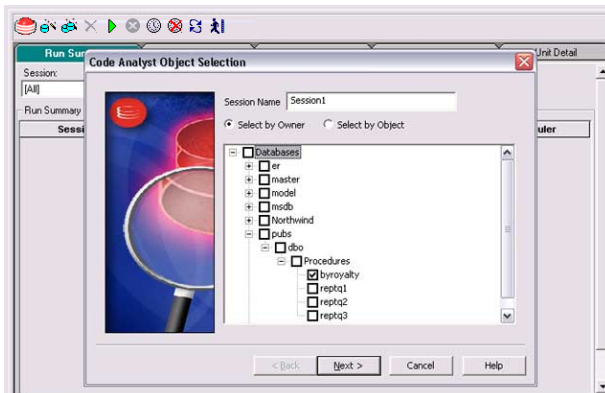 Run Sum
Unit Detail
Code Analyst Object Selection
Session:
[All]
Run Summary
Sessi
uler
Session Name Session1
Select by Owner Select by Object
Databases
er
master
model
msdb
Northwind
pubs
dbo
Procedures
byroyalty
reptq1
reptq2
reptq3
< Back Next > Cancel Help